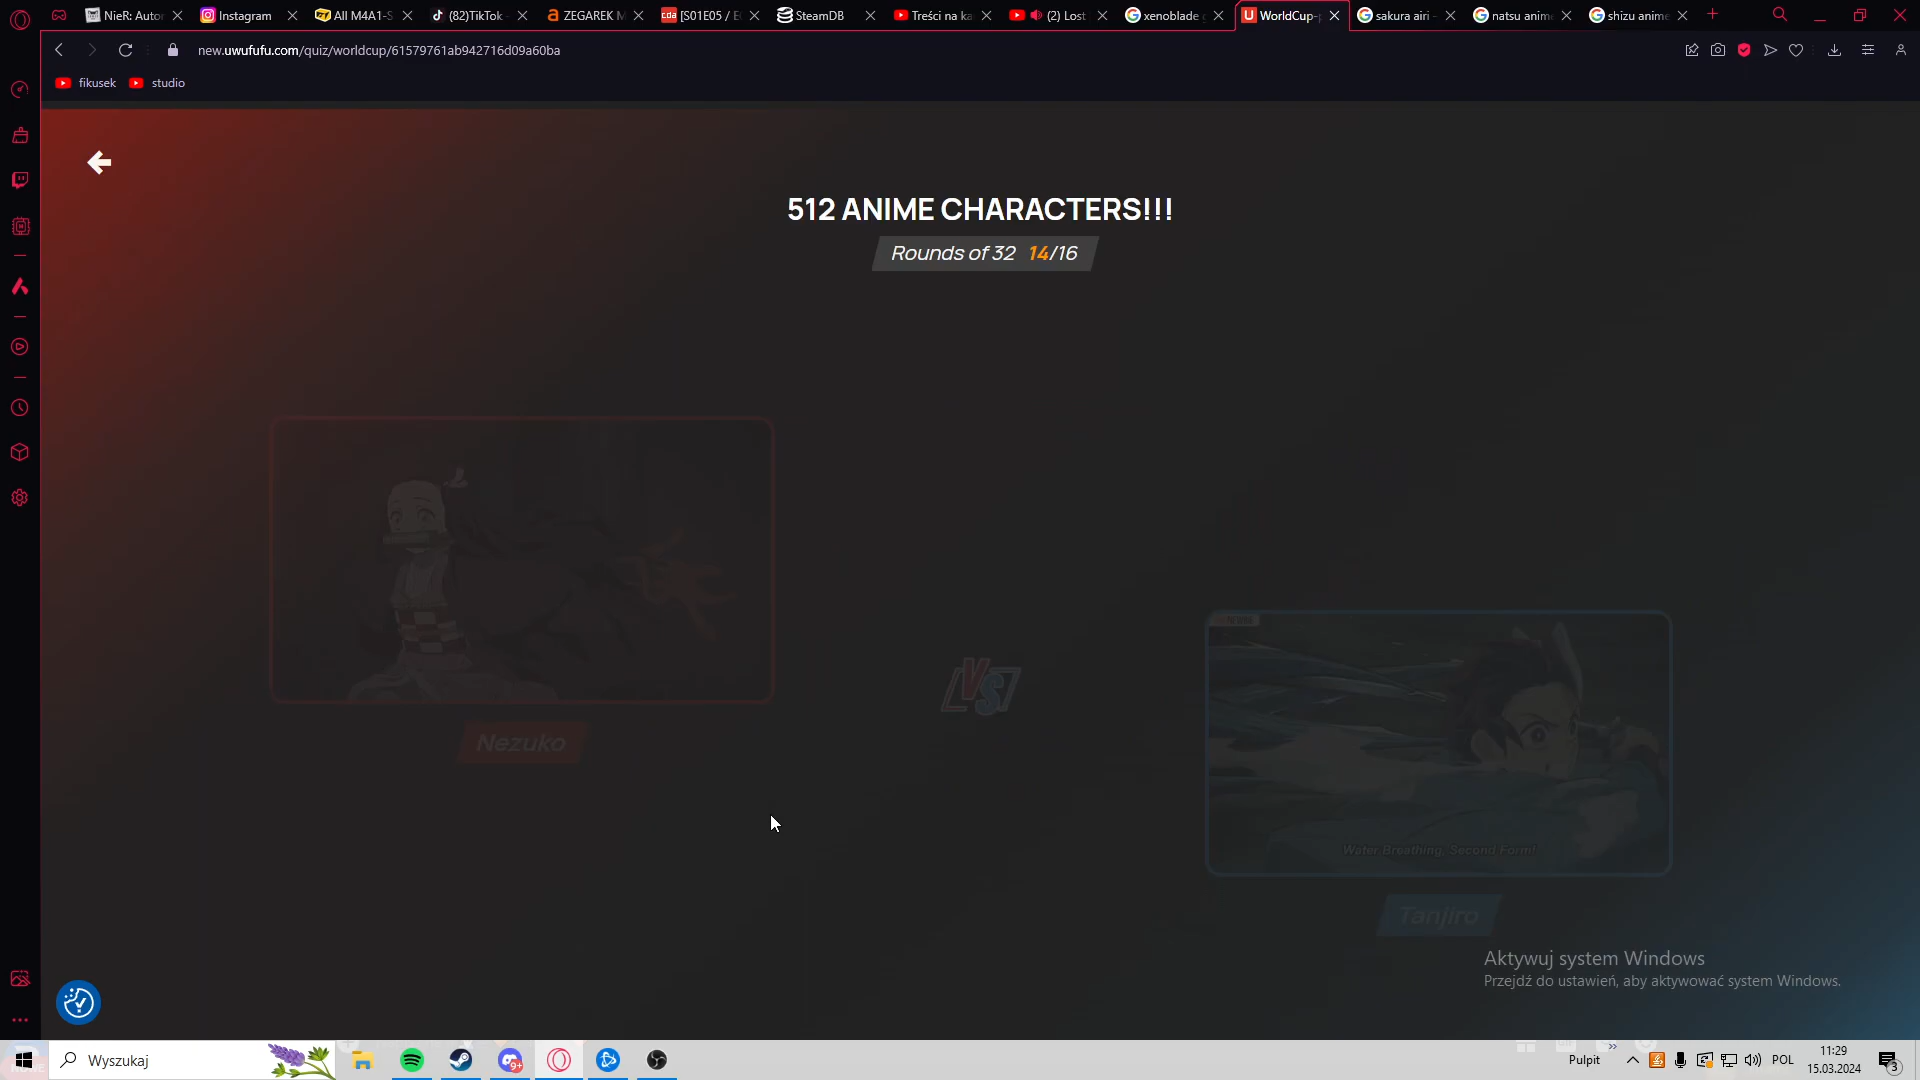 NieR: Autor
Instagram
All M4A1-S
(82)TikTok -
ZEGAREK M
[S01E05 / E
SteamDB
Treści na ka
(2) Lost
xenoblade g
WorldCup-p
sakura airi -
natsu anime
shizu anime
new.uwufufu.com/quiz/worldcup/61579761ab942716d09a60ba
fikusek
studio
512 ANIME CHARACTERS!!!
Rounds of 32 14/16
VS
Nezuko
Water Breathing, Second Form!
Tanjiro
Aktywuj system Windows
Przejdź do ustawień, aby aktywować system Windows.
Wyszukaj
9+
Pulpit
POL
11:29
15.03.2024
3